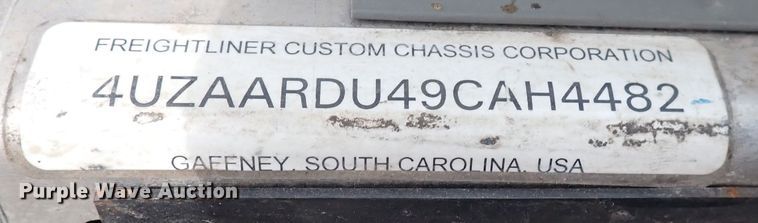 FREIGHTLINER CUSTOM CHASSIS CORPORATION
4UZAARDU49CAH4482
GAFFNEY, SOUTH CAROLINA, USA
Purple Wave Auction